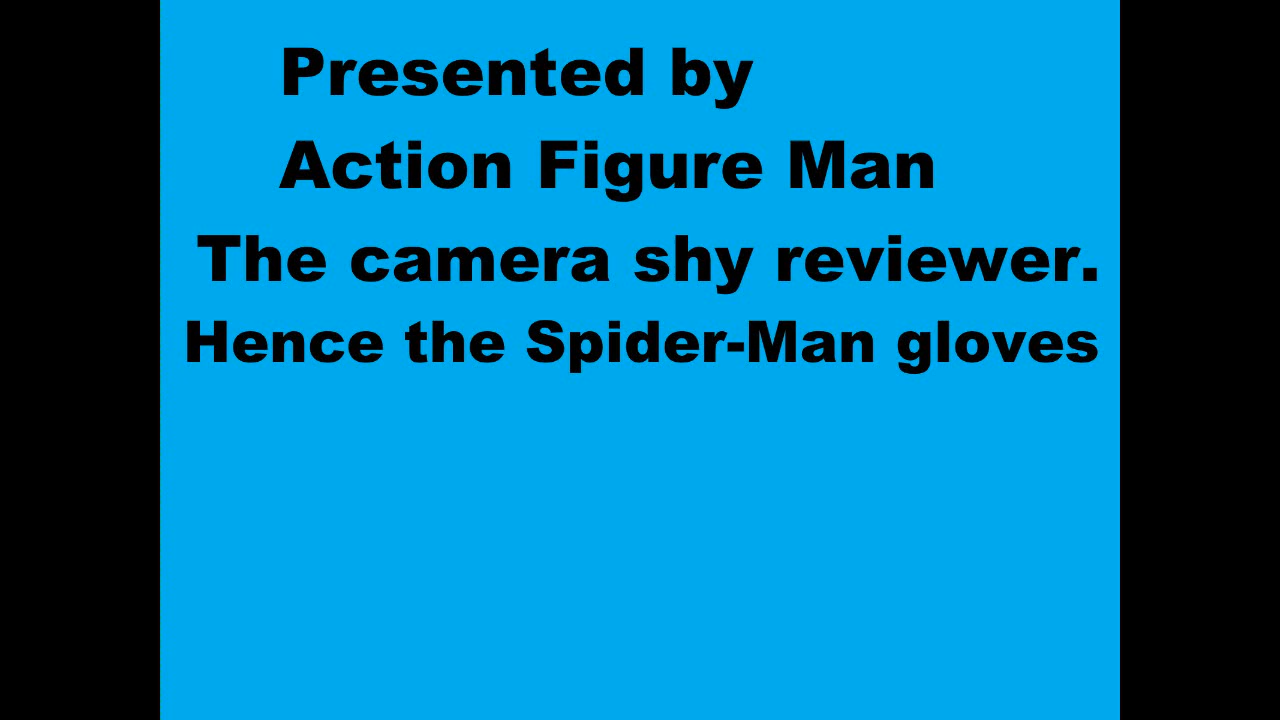 Presented by
Action Figure Man
The camera shy reviewer.
Hence the Spider-Man gloves